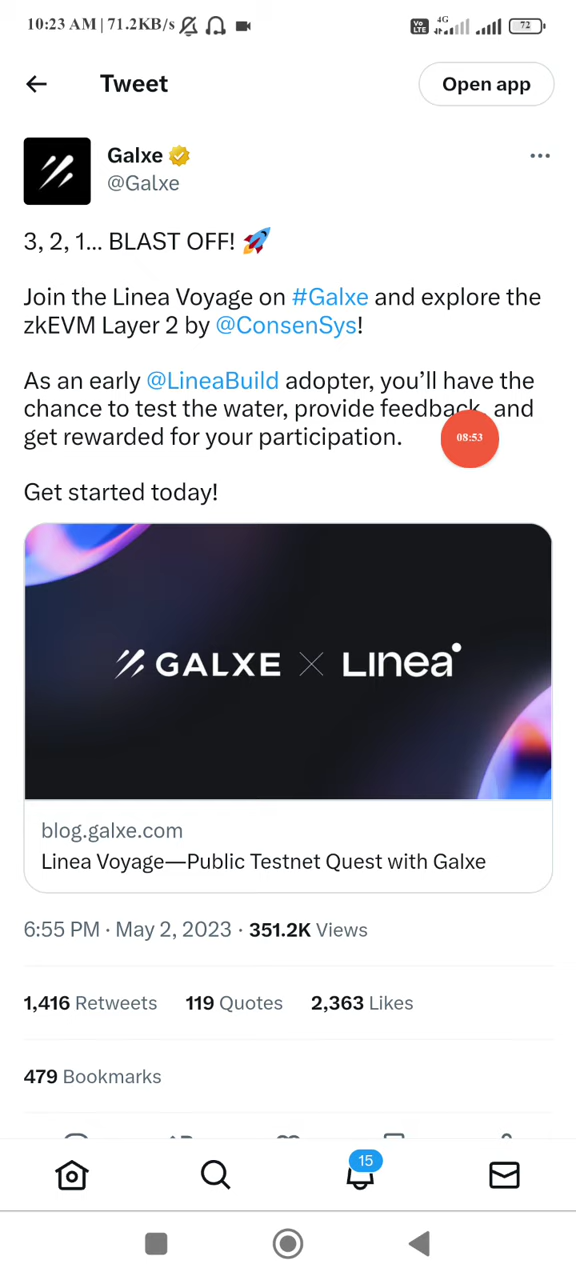 10:23 AM | 71.2KB/s
Vo LTE 4G 72
Tweet
Open app
Galxe
@Galxe
3, 2, 1... BLAST OFF! 🚀
Join the Linea Voyage on #Galxe and explore the
zkEVM Layer 2 by @ConsenSys!
As an early @LineaBuild adopter, you’ll have the
chance to test the water, provide feedback, and
get rewarded for your participation.
08:53
Get started today!
GALXE X Linea
blog.galxe.com
Linea Voyage—Public Testnet Quest with Galxe
6:55 PM · May 2, 2023 · 351.2K Views
1,416 Retweets 119 Quotes 2,363 Likes
479 Bookmarks
15